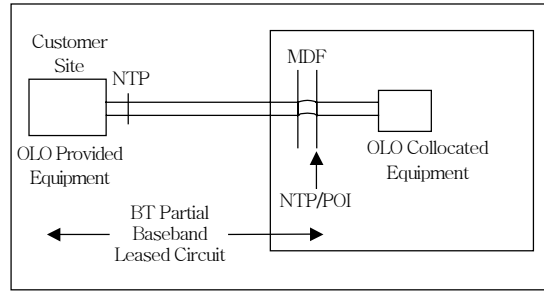 Customer
Site
NTP
MDF
OLO Provided
Equipment
OLO Collocated
Equipment
NTP/POI
BT Partial
Baseband
Leased Circuit